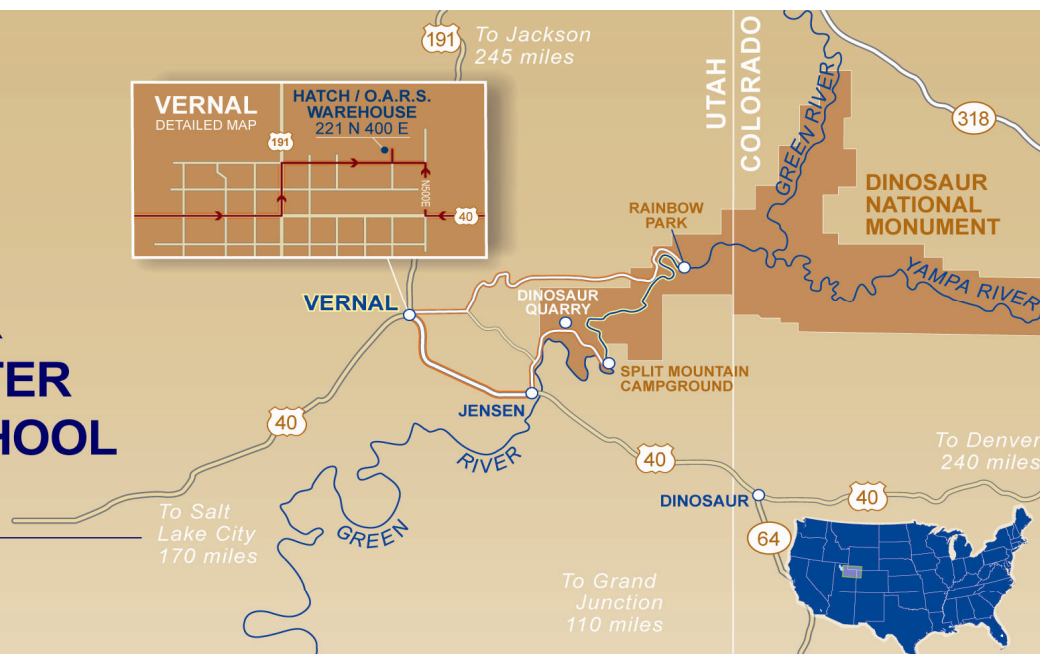 191
To Jackson
245 miles
VERNAL
DETAILED MAP
HATCH / O.A.R.S.
WAREHOUSE
221 N 400 E
191
N500E
40
UTAH
COLORADO
318
GREEN RIVER
DINOSAUR
NATIONAL
MONUMENT
RAINBOW
PARK
YAMPA RIVER
VERNAL
DINOSAUR
QUARRY
SPLIT MOUNTAIN
CAMPGROUND
TER
HOOL
JENSEN
40
RIVER
GREEN
40
To Denver
240 miles
DINOSAUR
40
64
To Salt
Lake City
170 miles
To Grand
Junction
110 miles